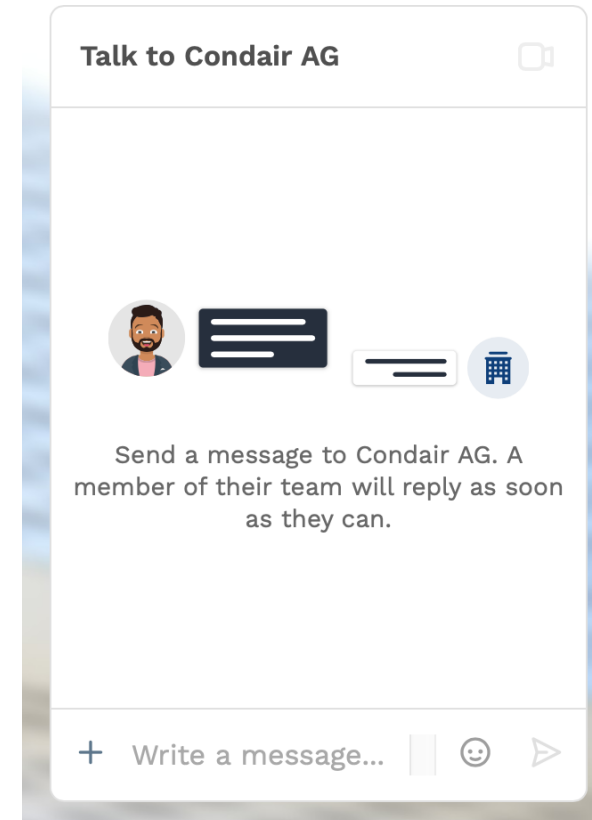 Talk to Condair AG
Send a message to Condair AG. A
member of their team will reply as soon
as they can.
Write a message...